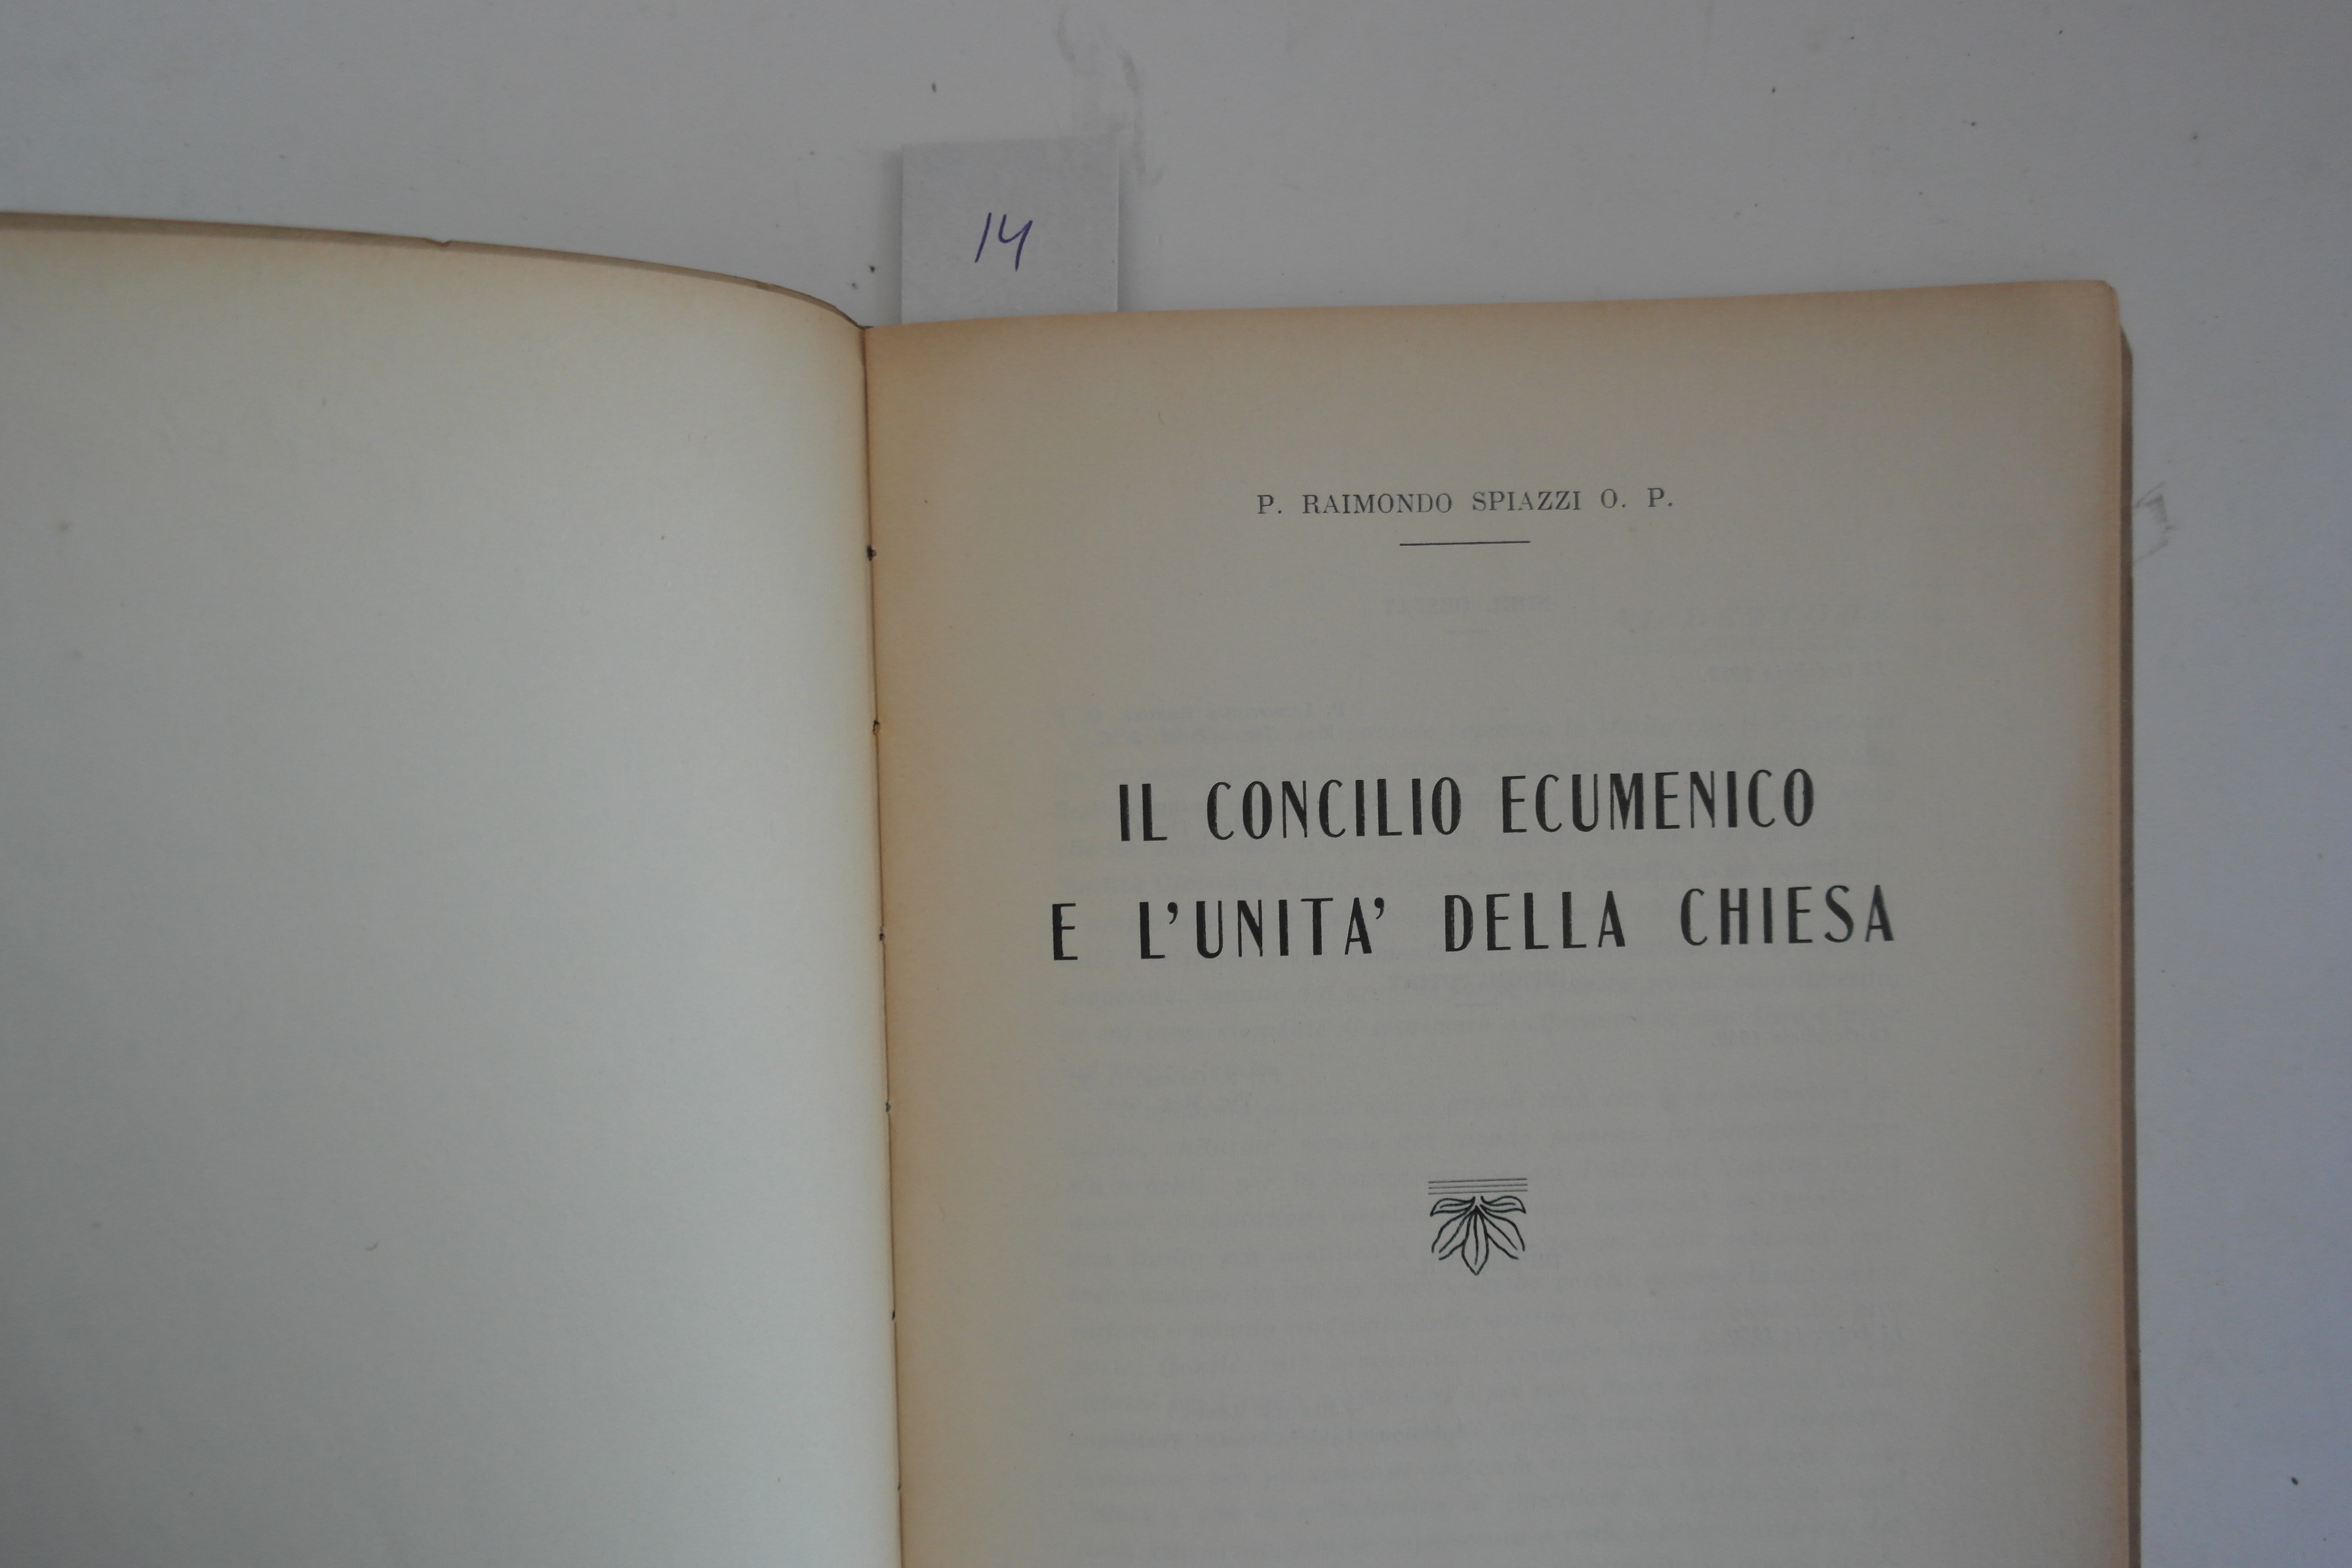 14
P. RAIMONDO SPIAZZI O. P.
IL CONCILIO ECUMENICO
E L'UNITA' DELLA CHIESA